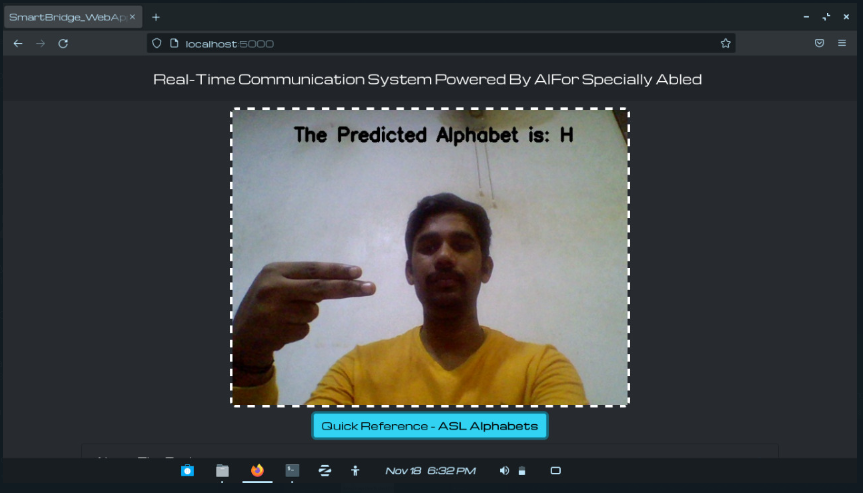 SmartBridge_WebAp
localhost:5000
Real-Time Communication System Powered By AIFor Specially Abled
The Predicted Alphabet is: H
Quick Reference - ASL Alphabets
Nov 18 6:32 PM